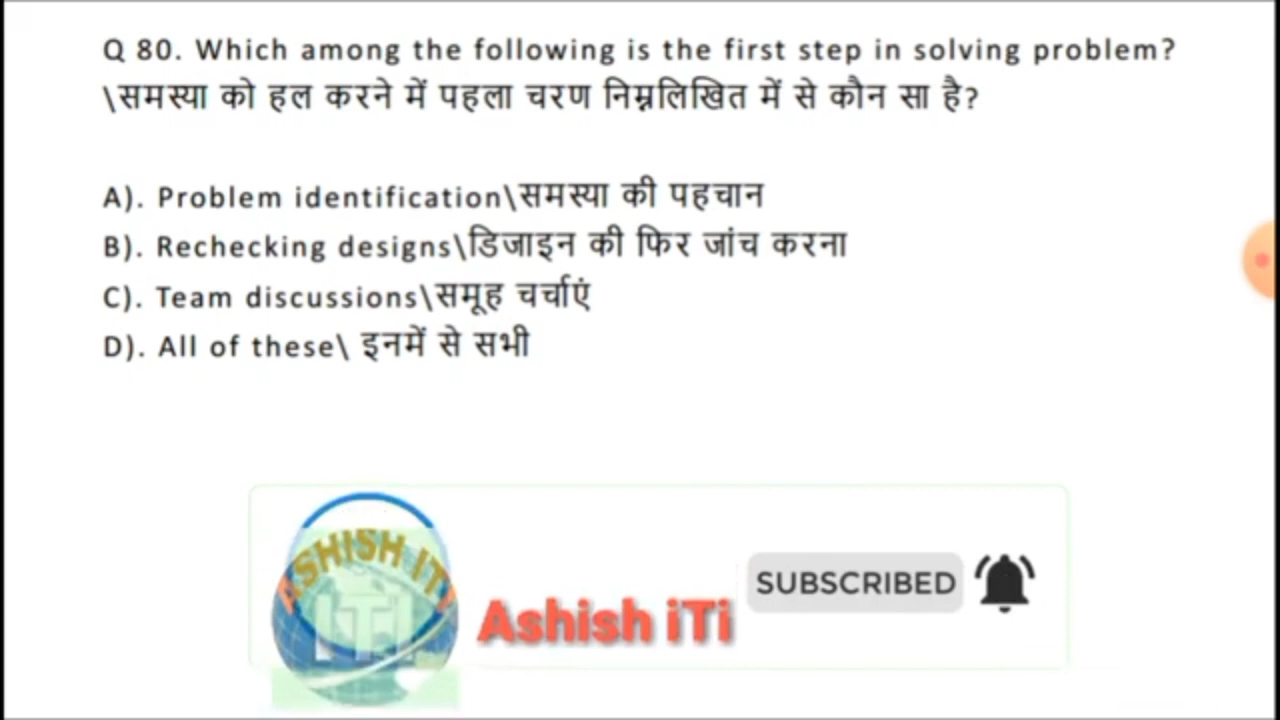 Q 80. Which among the following is the first step in solving problem?
\समस्या को हल करने में पहला चरण निम्नलिखित में से कौन सा है?
A). Problem identification\समस्या की पहचान
B). Rechecking designs\डिजाइन की फिर जांच करना
C). Team discussions\समूह चर्चाएं
D). All of these\ इनमें से सभी
ASHISH ITI
ITI
Ashish iTi
SUBSCRIBED